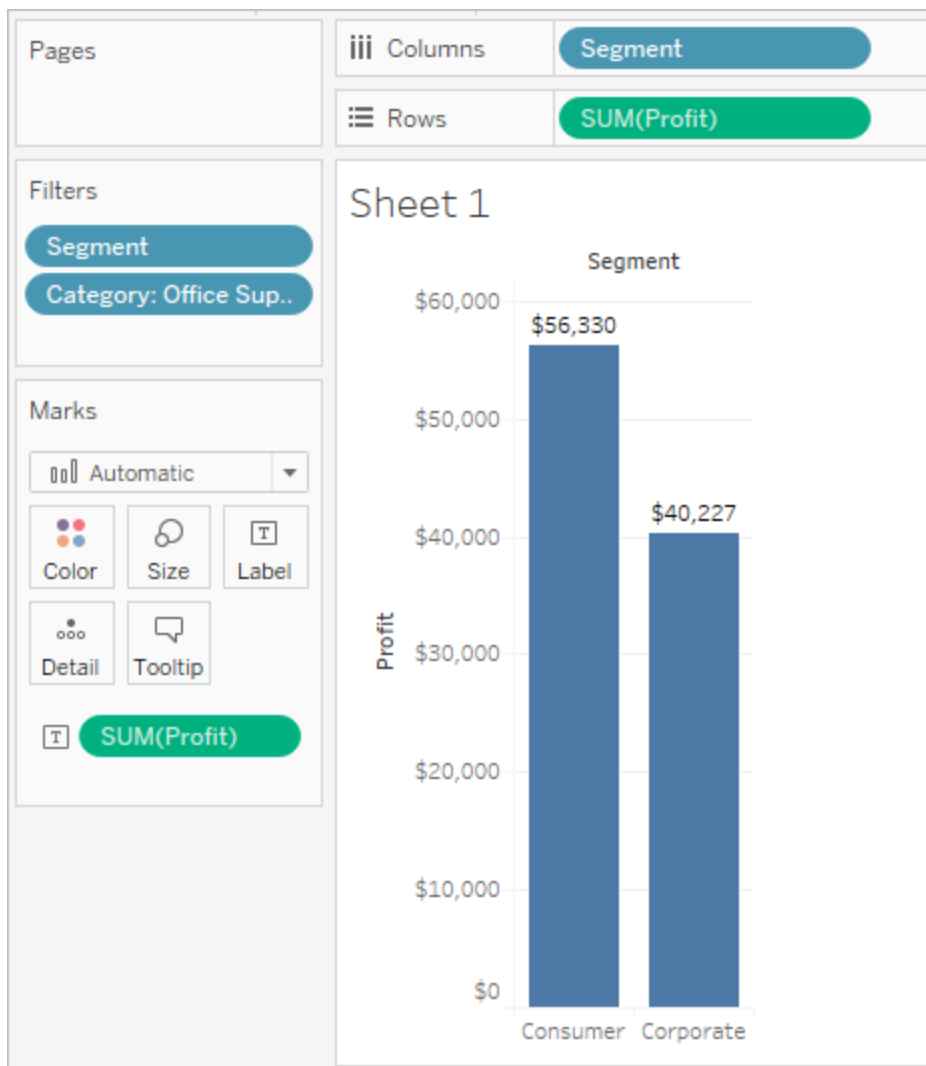 Pages
Columns
Segment
Rows
SUM(Profit)
Filters
Segment
Category: Office Sup..
Marks
Automatic
Color
Size
T
Label
Detail
Tooltip
T
SUM(Profit)
Sheet 1
Segment
$60,000
$56,330
$50,000
$40,227
$40,000
Profit
$30,000
$20,000
$10,000
$0
Consumer Corporate